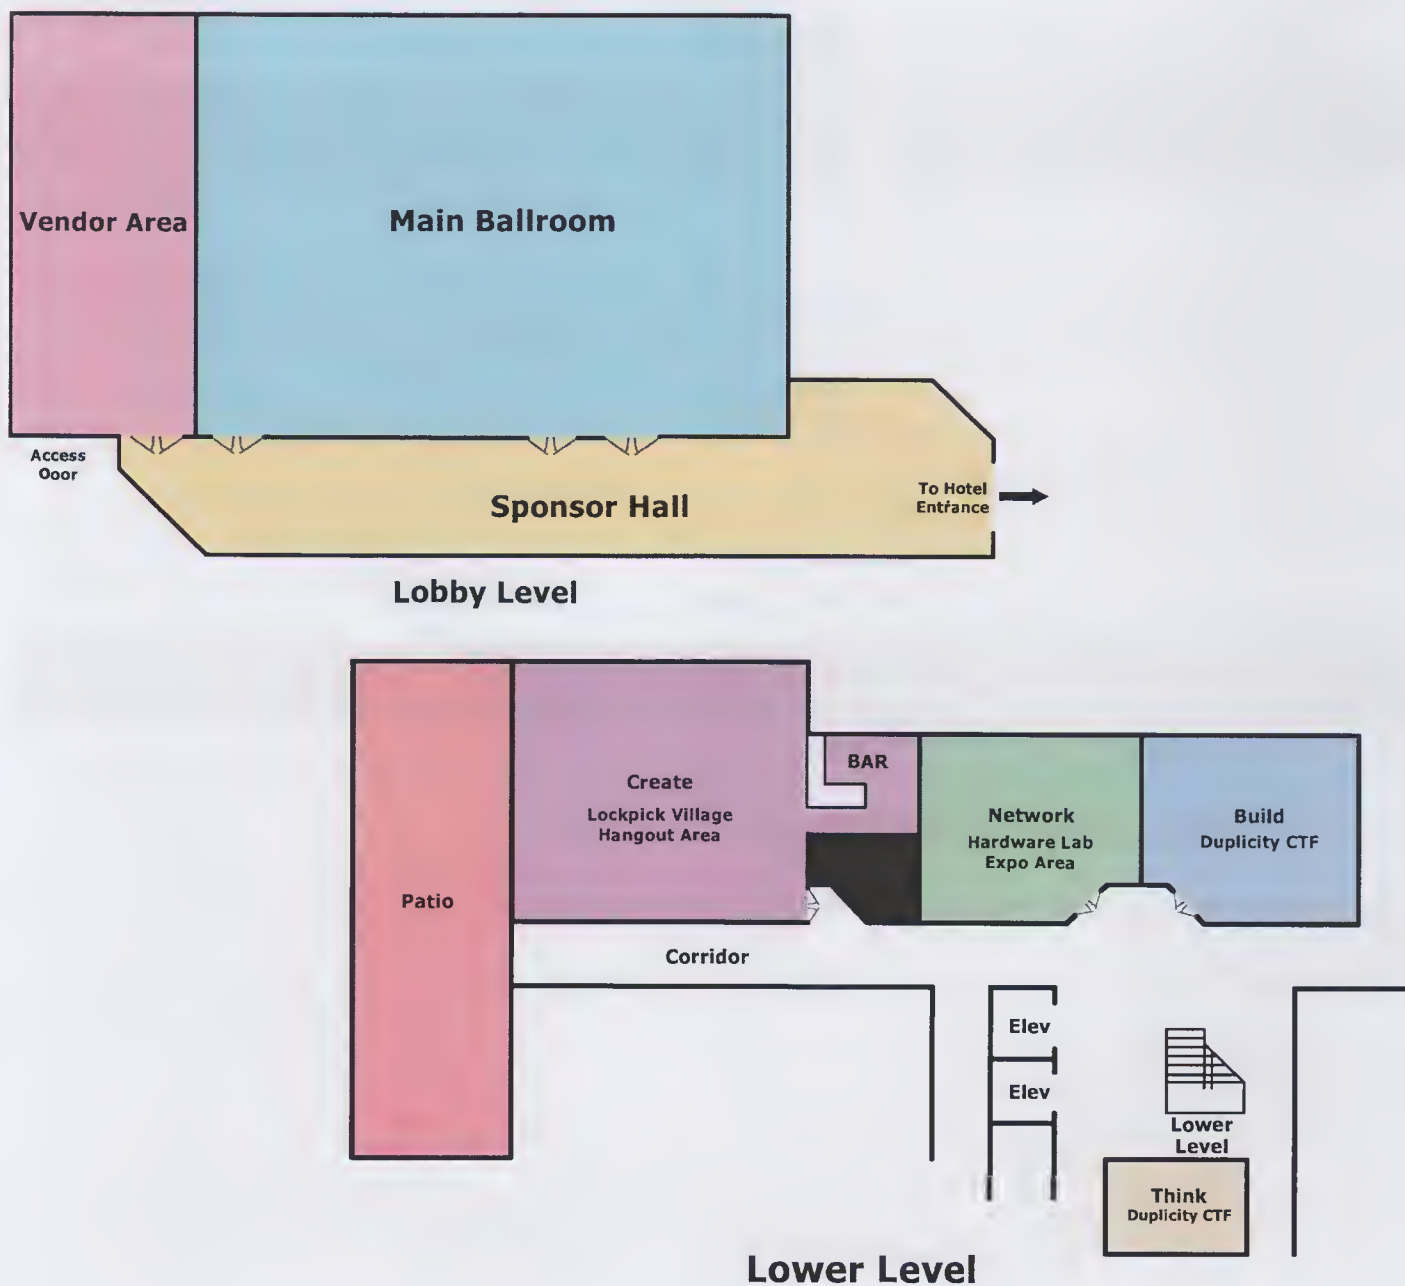 Vendor Area
Main Ballroom
Access
Ooor
Sponsor Hall
To Hotel
Entrance
Lobby Level
BAR
Create
Lockpick Village
Hangout Area
Network
Hardware Lab
Expo Area
Build
Duplicity CTF
Patio
Corridor
Elev
Elev
Lower
Level
Think
Duplicity CTF
Lower Level